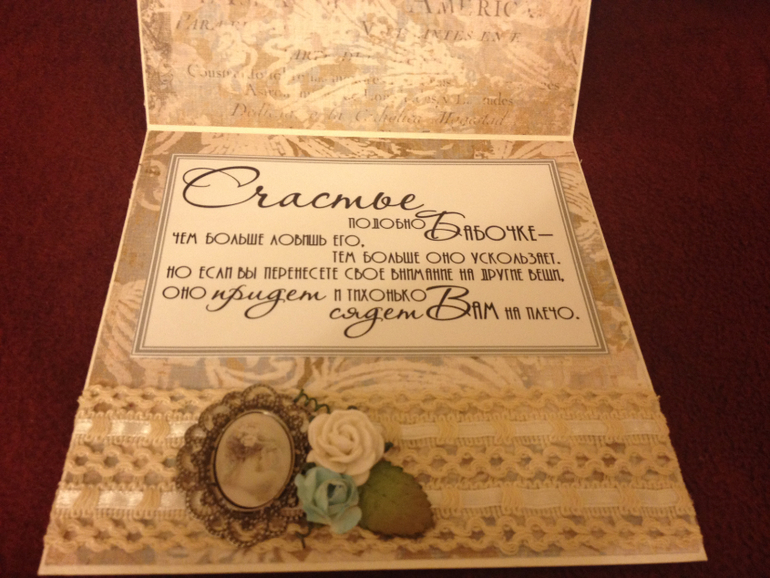 AMERICA
Счастье
ПОДОБНО БАБОЧКЕ–
ЧЕМ БОЛЬШЕ ЛОВИШЬ ЕГО,
ТЕМ БОЛЬШЕ ОНО УСКОЛЬЗАЕТ.
НО ЕСЛИ ВЫ ПЕРЕНЕСЕТЕ СВОЕ ВНИМАНИЕ НА ДРУГИЕ ВЕЩИ,
ОНО придет И ТИХОНЬКО
сядет ВАМ НА ПЛЕЧО.